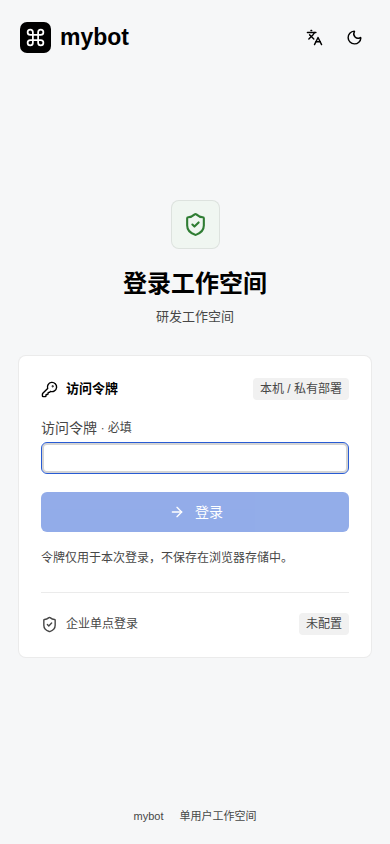 mybot
登录工作空间
研发工作空间
访问令牌
本机 / 私有部署
访问令牌 · 必填
登录
令牌仅用于本次登录，不保存在浏览器存储中。
企业单点登录
未配置
mybot 单用户工作空间